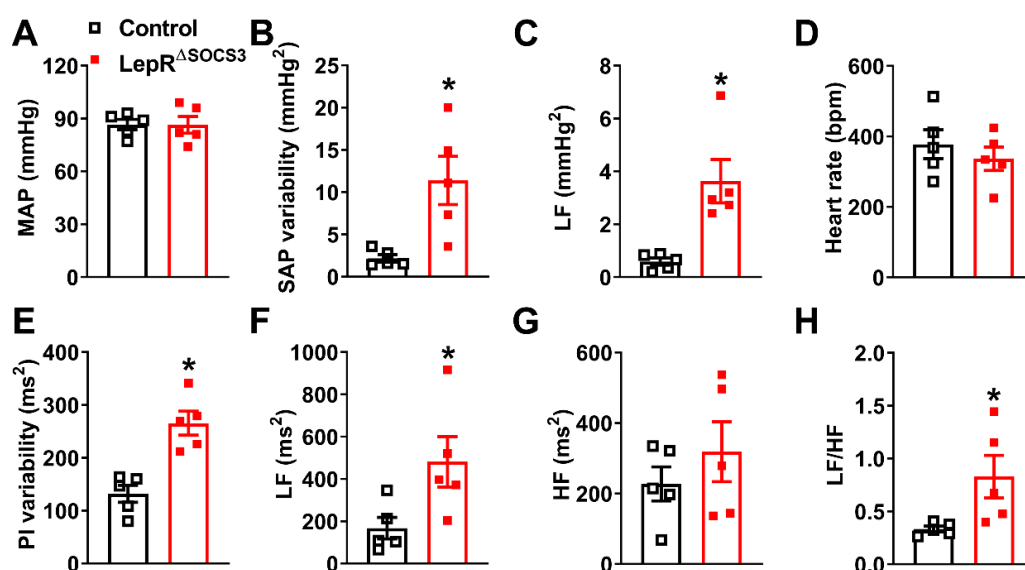 Control
LepRΔSOCS3
A
MAP (mmHg)
120
90
60
30
0
B
SAP variability (mmHg2)
25
20
15
10
5
0
*
C
LF (mmHg2)
8
6
4
2
0
*
D
Heart rate (bpm)
600
400
200
0
E
PI variability (ms2)
400
300
200
100
0
*
F
LF (ms2)
1000
800
600
400
200
0
*
G
HF (ms2)
600
400
200
0
H
LF/HF
2.0
1.5
1.0
0.5
0.0
*